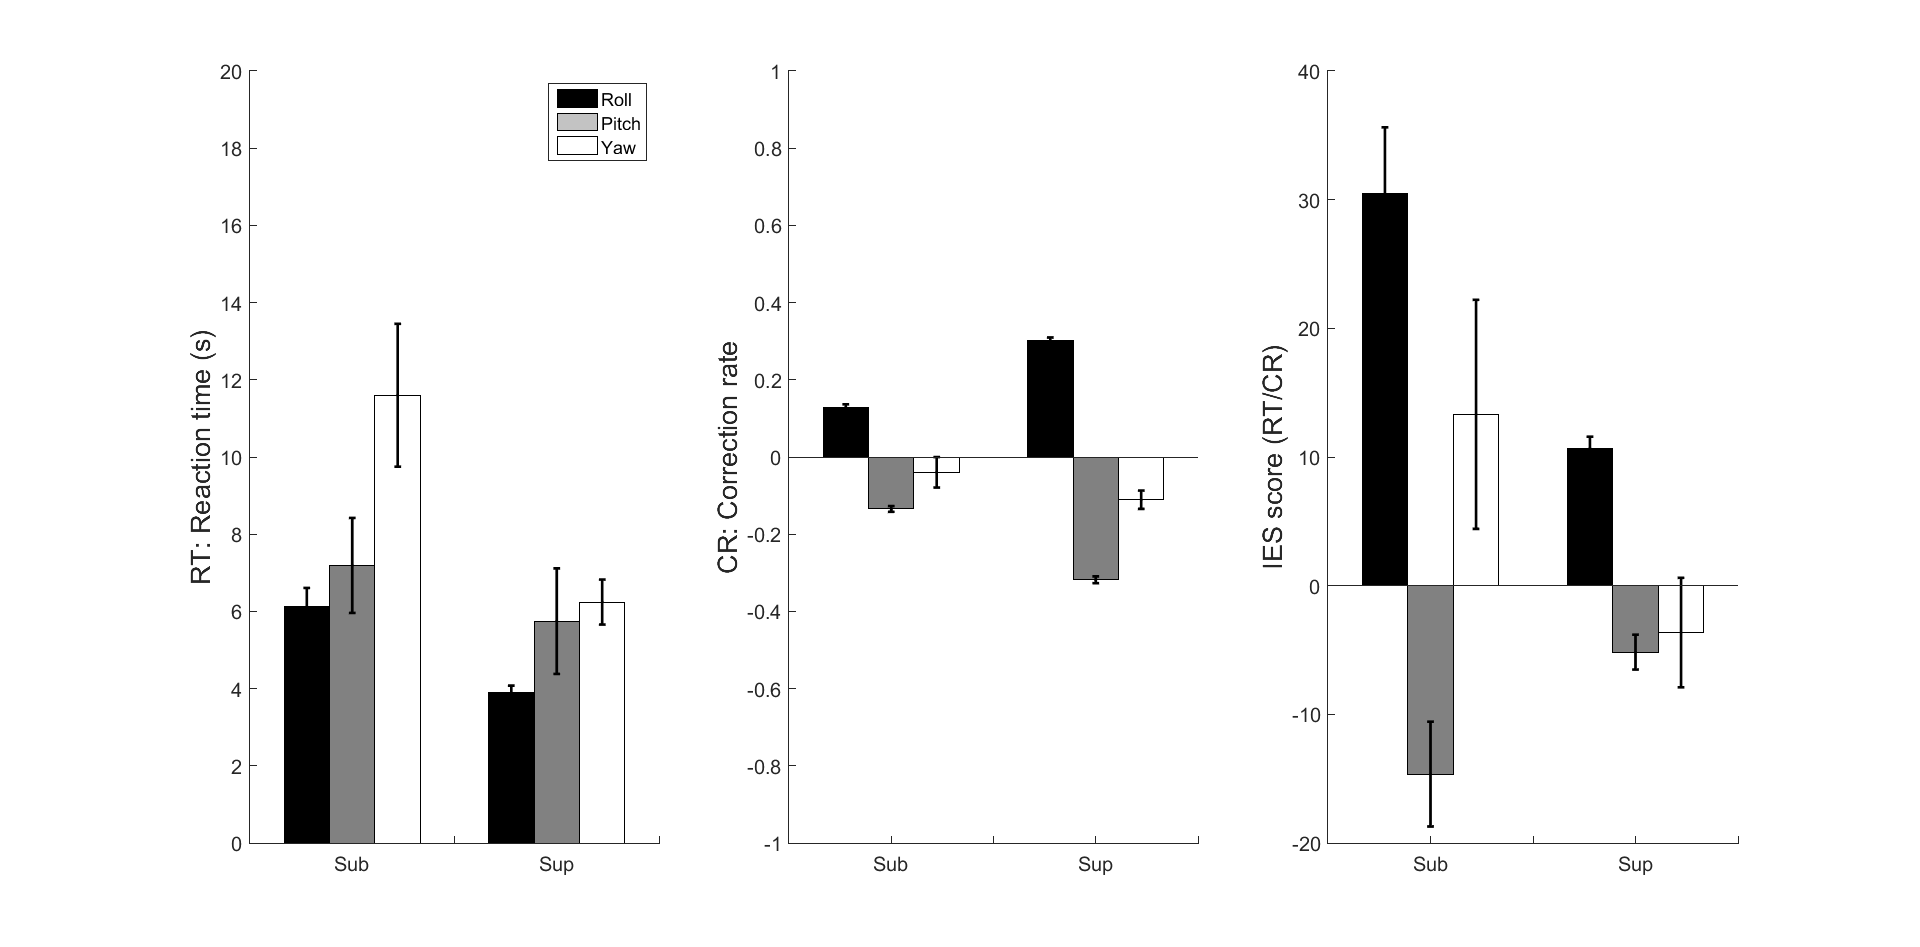 RT: Reaction time (s)
20
18
16
14
12
10
8
6
4
2
0
Sub
Sup
Roll
Pitch
Yaw
CR: Correction rate
1
0.8
0.6
0.4
0.2
0
-0.2
-0.4
-0.6
-0.8
-1
Sub
Sup
IES score (RT/CR)
40
30
20
10
0
-10
-20
Sub
Sup